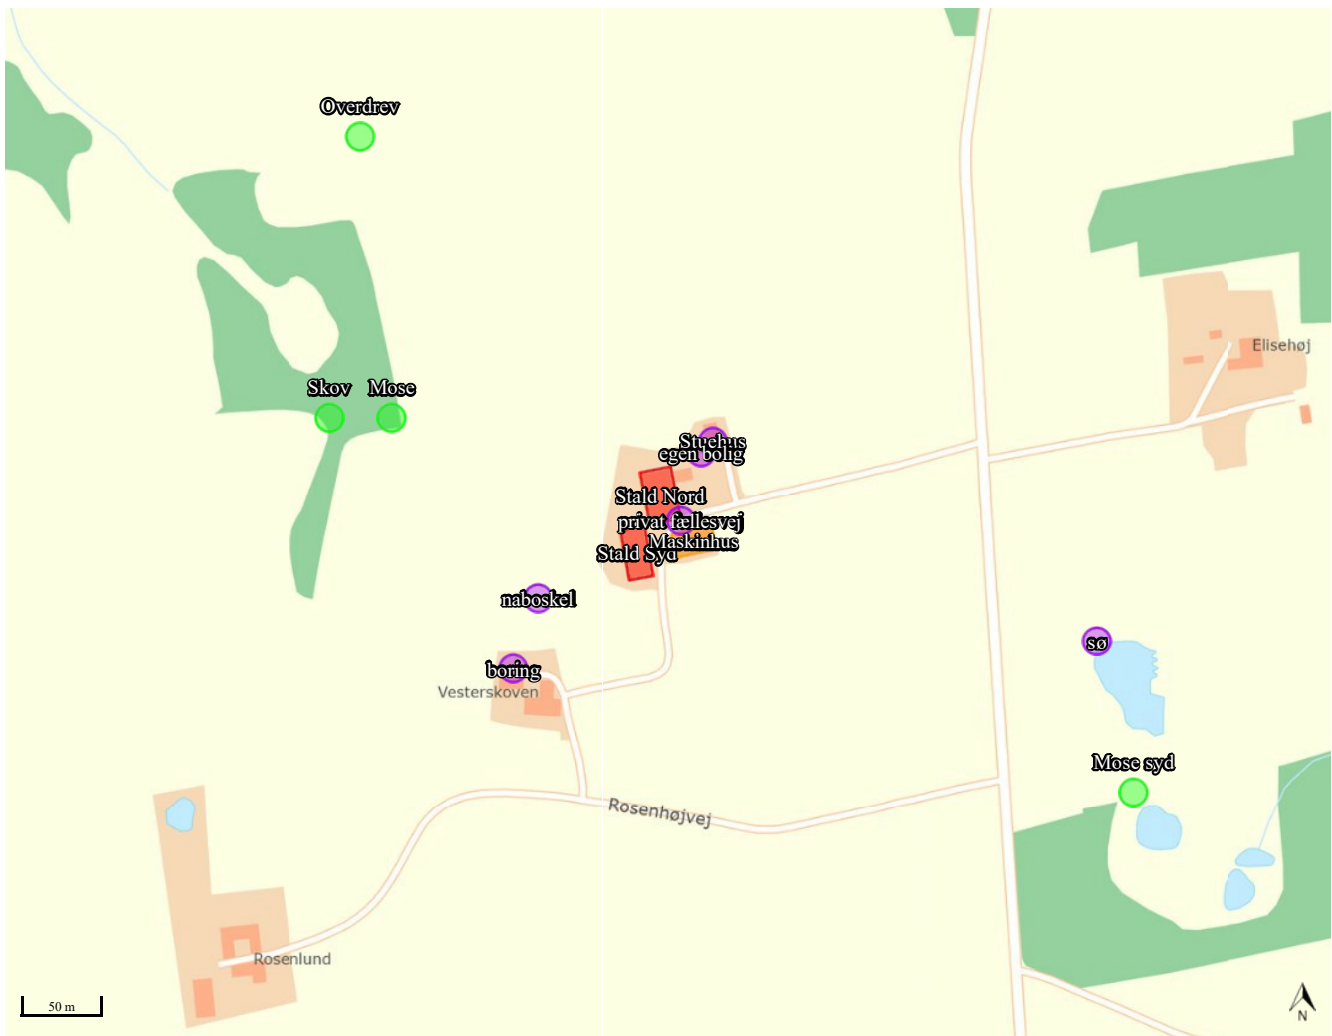 Overdrev
Elisehøj
Skov
Mose
Stuehus
egen bolig
Stald Nord
privat fællesvej
Maskinhus
Stald Syd
naboskel
sø
boring
Vesterskoven
Mose syd
Rosenhøjvej
Rosenlund
50 m
N